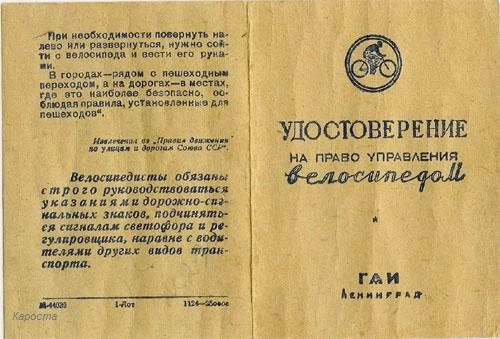 При необходимости повернуть на-
лево или развернуться, нужно сой-
ти с велосипеда и вести его рука-
ми.
В городах—рядом с пешеходным
переходом, а на дорогах—в местах,
где это наиболее безопасно, со-
блюдая правила, установленные для
пешеходов".
Извлечения из „Правил движения
по улицам и дорогам Союза ССР".
Велосипедисты обязаны
строго руководствоваться
указаниями дорожно-сиг-
нальных знаков, подчинять-
ся сигналам светофора и ре-
гулировщика, наравне с води-
телями других видов тран-
спорта.
М-44039 1-Лот
Кароста
УДОСТОВЕРЕНИЕ
НА ПРАВО УПРАВЛЕНИЯ
велосипедом
ГАИ
Ленинград